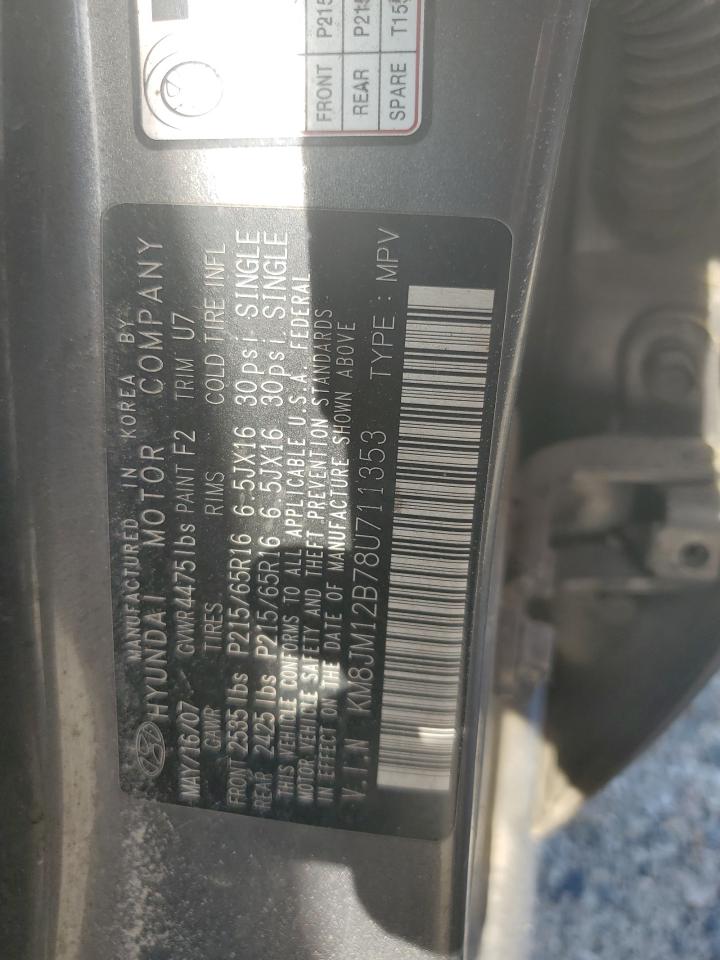 FRONT P215
REAR P215
SPARE T155
MANUFACTURED IN KOREA BY
HYUNDAI MOTOR COMPANY
MAY/16/07 GVWR 4475lbs PAINT F2 TRIM U7
GAWR TIRES RIMS COLD TIRE INFL
FRONT 2535 lbs P215/65R16 6.5JX16 30psi SINGLE
REAR 2425 lbs P215/65R16 6.5JX16 30psi SINGLE
THIS VEHICLE CONFORMS TO ALL APPLICABLE U.S.A. FEDERAL
MOTOR VEHICLE SAFETY AND THEFT PREVENTION STANDARDS
IN EFFECT ON THE DATE OF MANUFACTURE SHOWN ABOVE
V.I.N KM8JM12B78U711353 TYPE : MPV